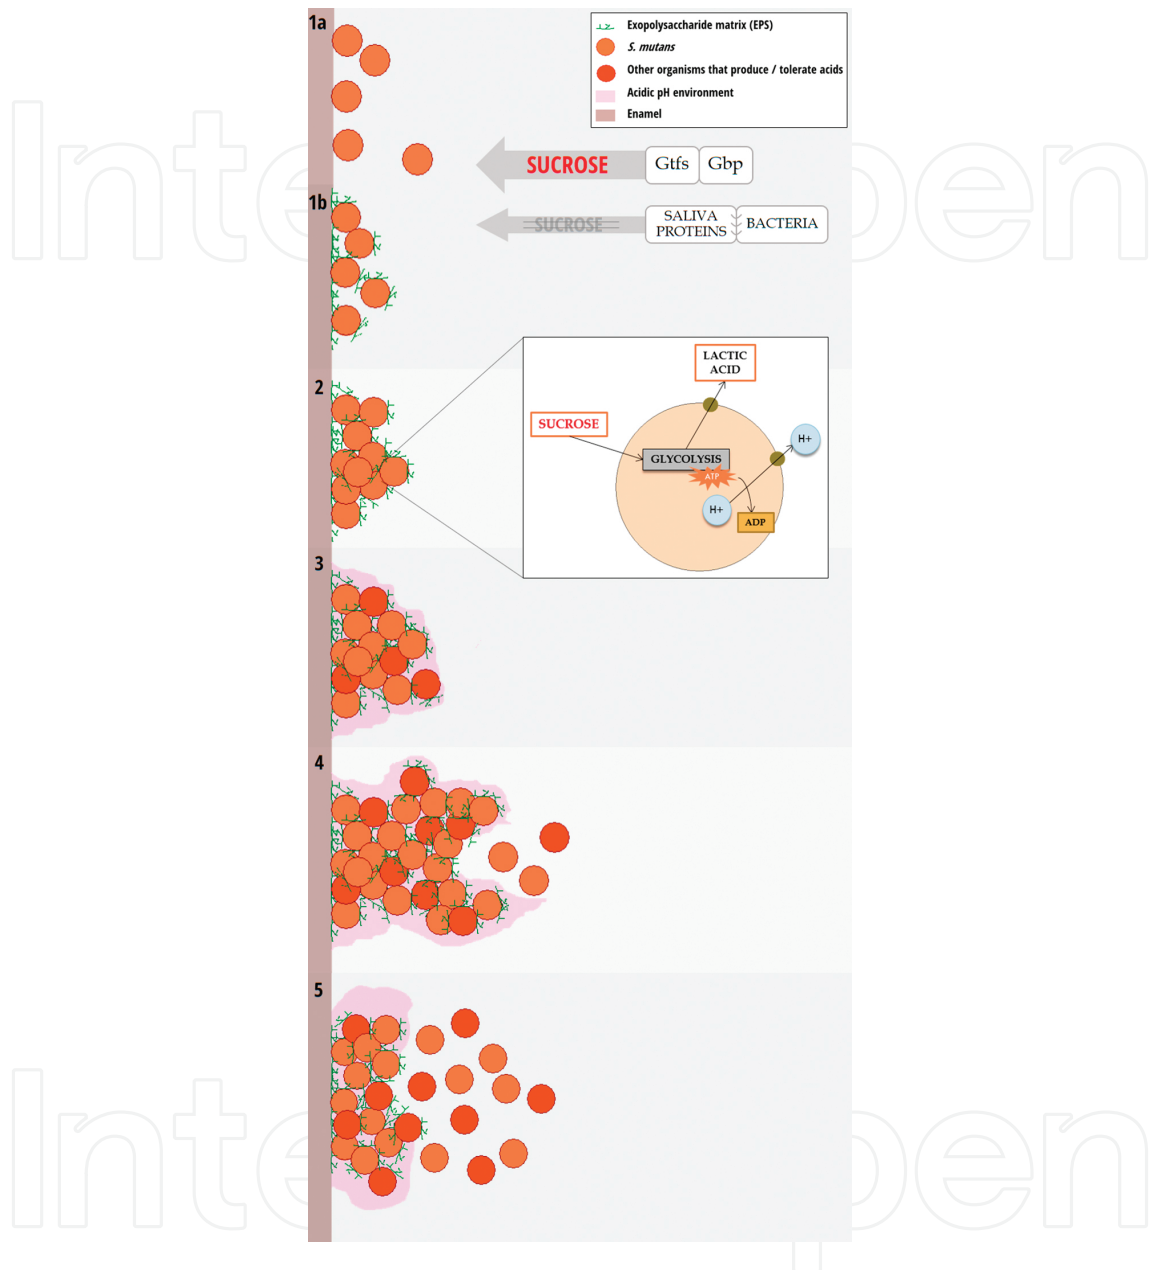 1a
Exopolysaccharide matrix (EPS)
S. mutans
Other organisms that produce / tolerate acids
Acidic pH environment
Enamel
SUCROSE
Gtfs
Gbp
1b
SUCROSE
SALIVA
PROTEINS
BACTERIA
2
LACTIC
ACID
SUCROSE
GLYCOLYSIS
ATP
H+
H+
ADP
3
4
5